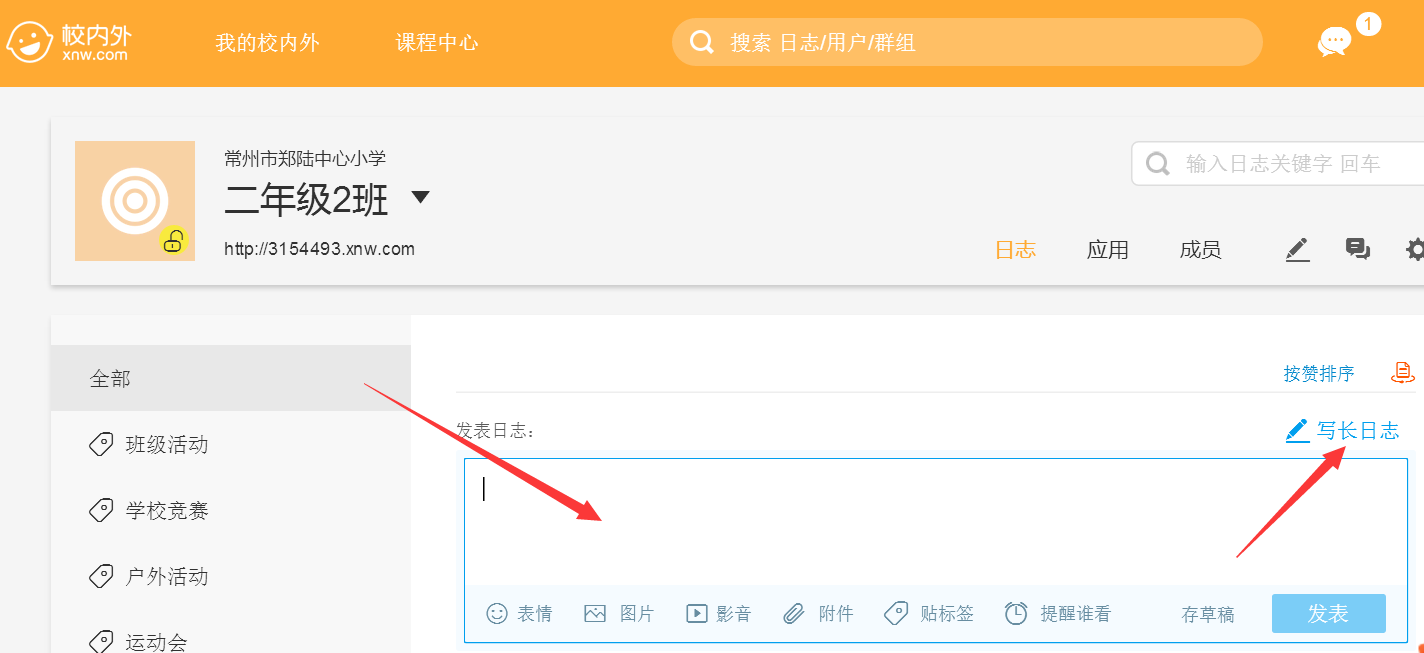 校内外
xnw.com
我的校内外
课程中心
搜索 日志/用户/群组
1
常州市郑陆中心小学
二年级2班
http://3154493.xnw.com
输入日志关键字 回车
日志
应用
成员
全部
班级活动
学校竞赛
户外活动
运动会
按赞排序
发表日志：
写长日志
表情
图片
影音
附件
贴标签
提醒谁看
存草稿
发表